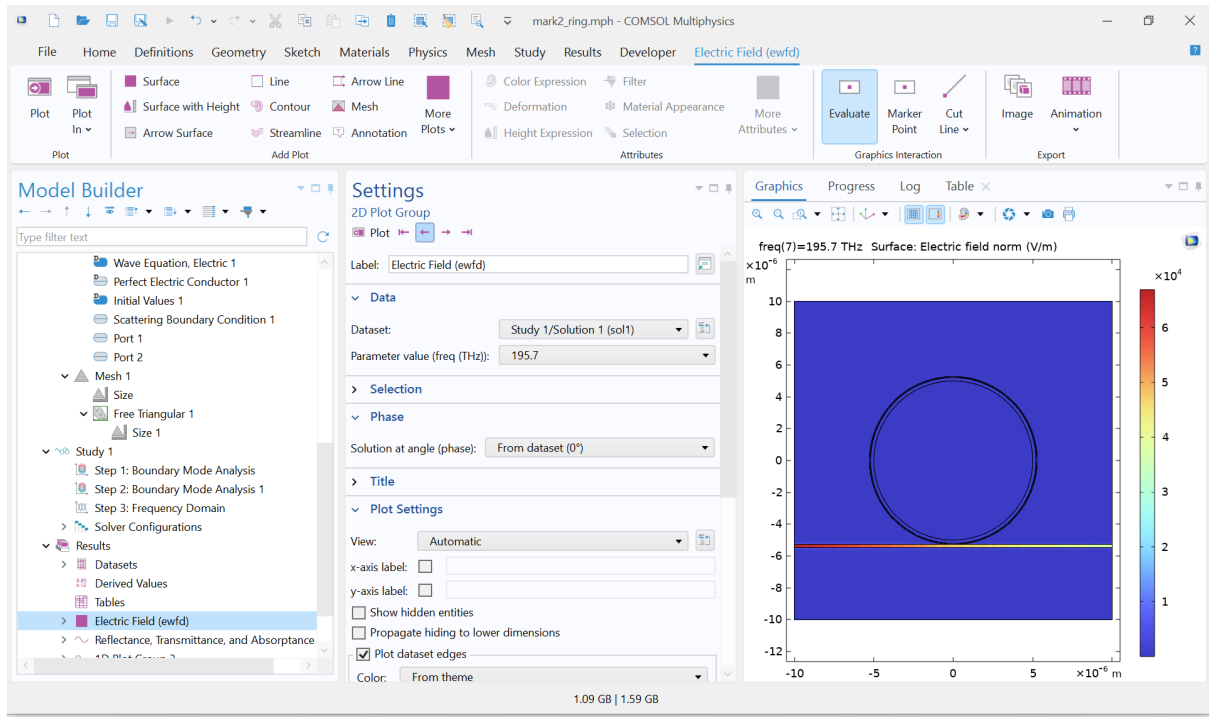 mark2_ring.mph - COMSOL Multiphysics
File Home Definitions Geometry Sketch Materials Physics Mesh Study Results Developer Electric Field (ewfd) ?
Plot
Plot In
Plot
Surface
Surface with Height
Arrow Surface
Line
Contour
Streamline
Arrow Line
Mesh
Annotation
More Plots
Add Plot
Color Expression
Deformation
Height Expression
Filter
Material Appearance
Selection
More Attributes
Attributes
Evaluate
Marker Point
Cut Line
Graphics Interaction
Image
Animation
Export
Model Builder
Type filter text
Wave Equation, Electric 1
Perfect Electric Conductor 1
Initial Values 1
Scattering Boundary Condition 1
Port 1
Port 2
Mesh 1
Size
Free Triangular 1
Size 1
Study 1
Step 1: Boundary Mode Analysis
Step 2: Boundary Mode Analysis 1
Step 3: Frequency Domain
Solver Configurations
Results
Datasets
Derived Values
Tables
Electric Field (ewfd)
Reflectance, Transmittance, and Absorptance
Settings
2D Plot Group
Plot
Label: Electric Field (ewfd)
Data
Dataset: Study 1/Solution 1 (sol1)
Parameter value (freq (THz)): 195.7
Selection
Phase
Solution at angle (phase): From dataset (0°)
Title
Plot Settings
View: Automatic
x-axis label:
y-axis label:
Show hidden entities
Propagate hiding to lower dimensions
Plot dataset edges
Color: From theme
Graphics Progress Log Table
freq(7)=195.7 THz Surface: Electric field norm (V/m)
×10⁻⁶
m
10
8
6
4
2
0
-2
-4
-6
-8
-10
-12
-10 -5 0 5 ×10⁻⁶ m
×10⁴
6
5
4
3
2
1
1.09 GB | 1.59 GB